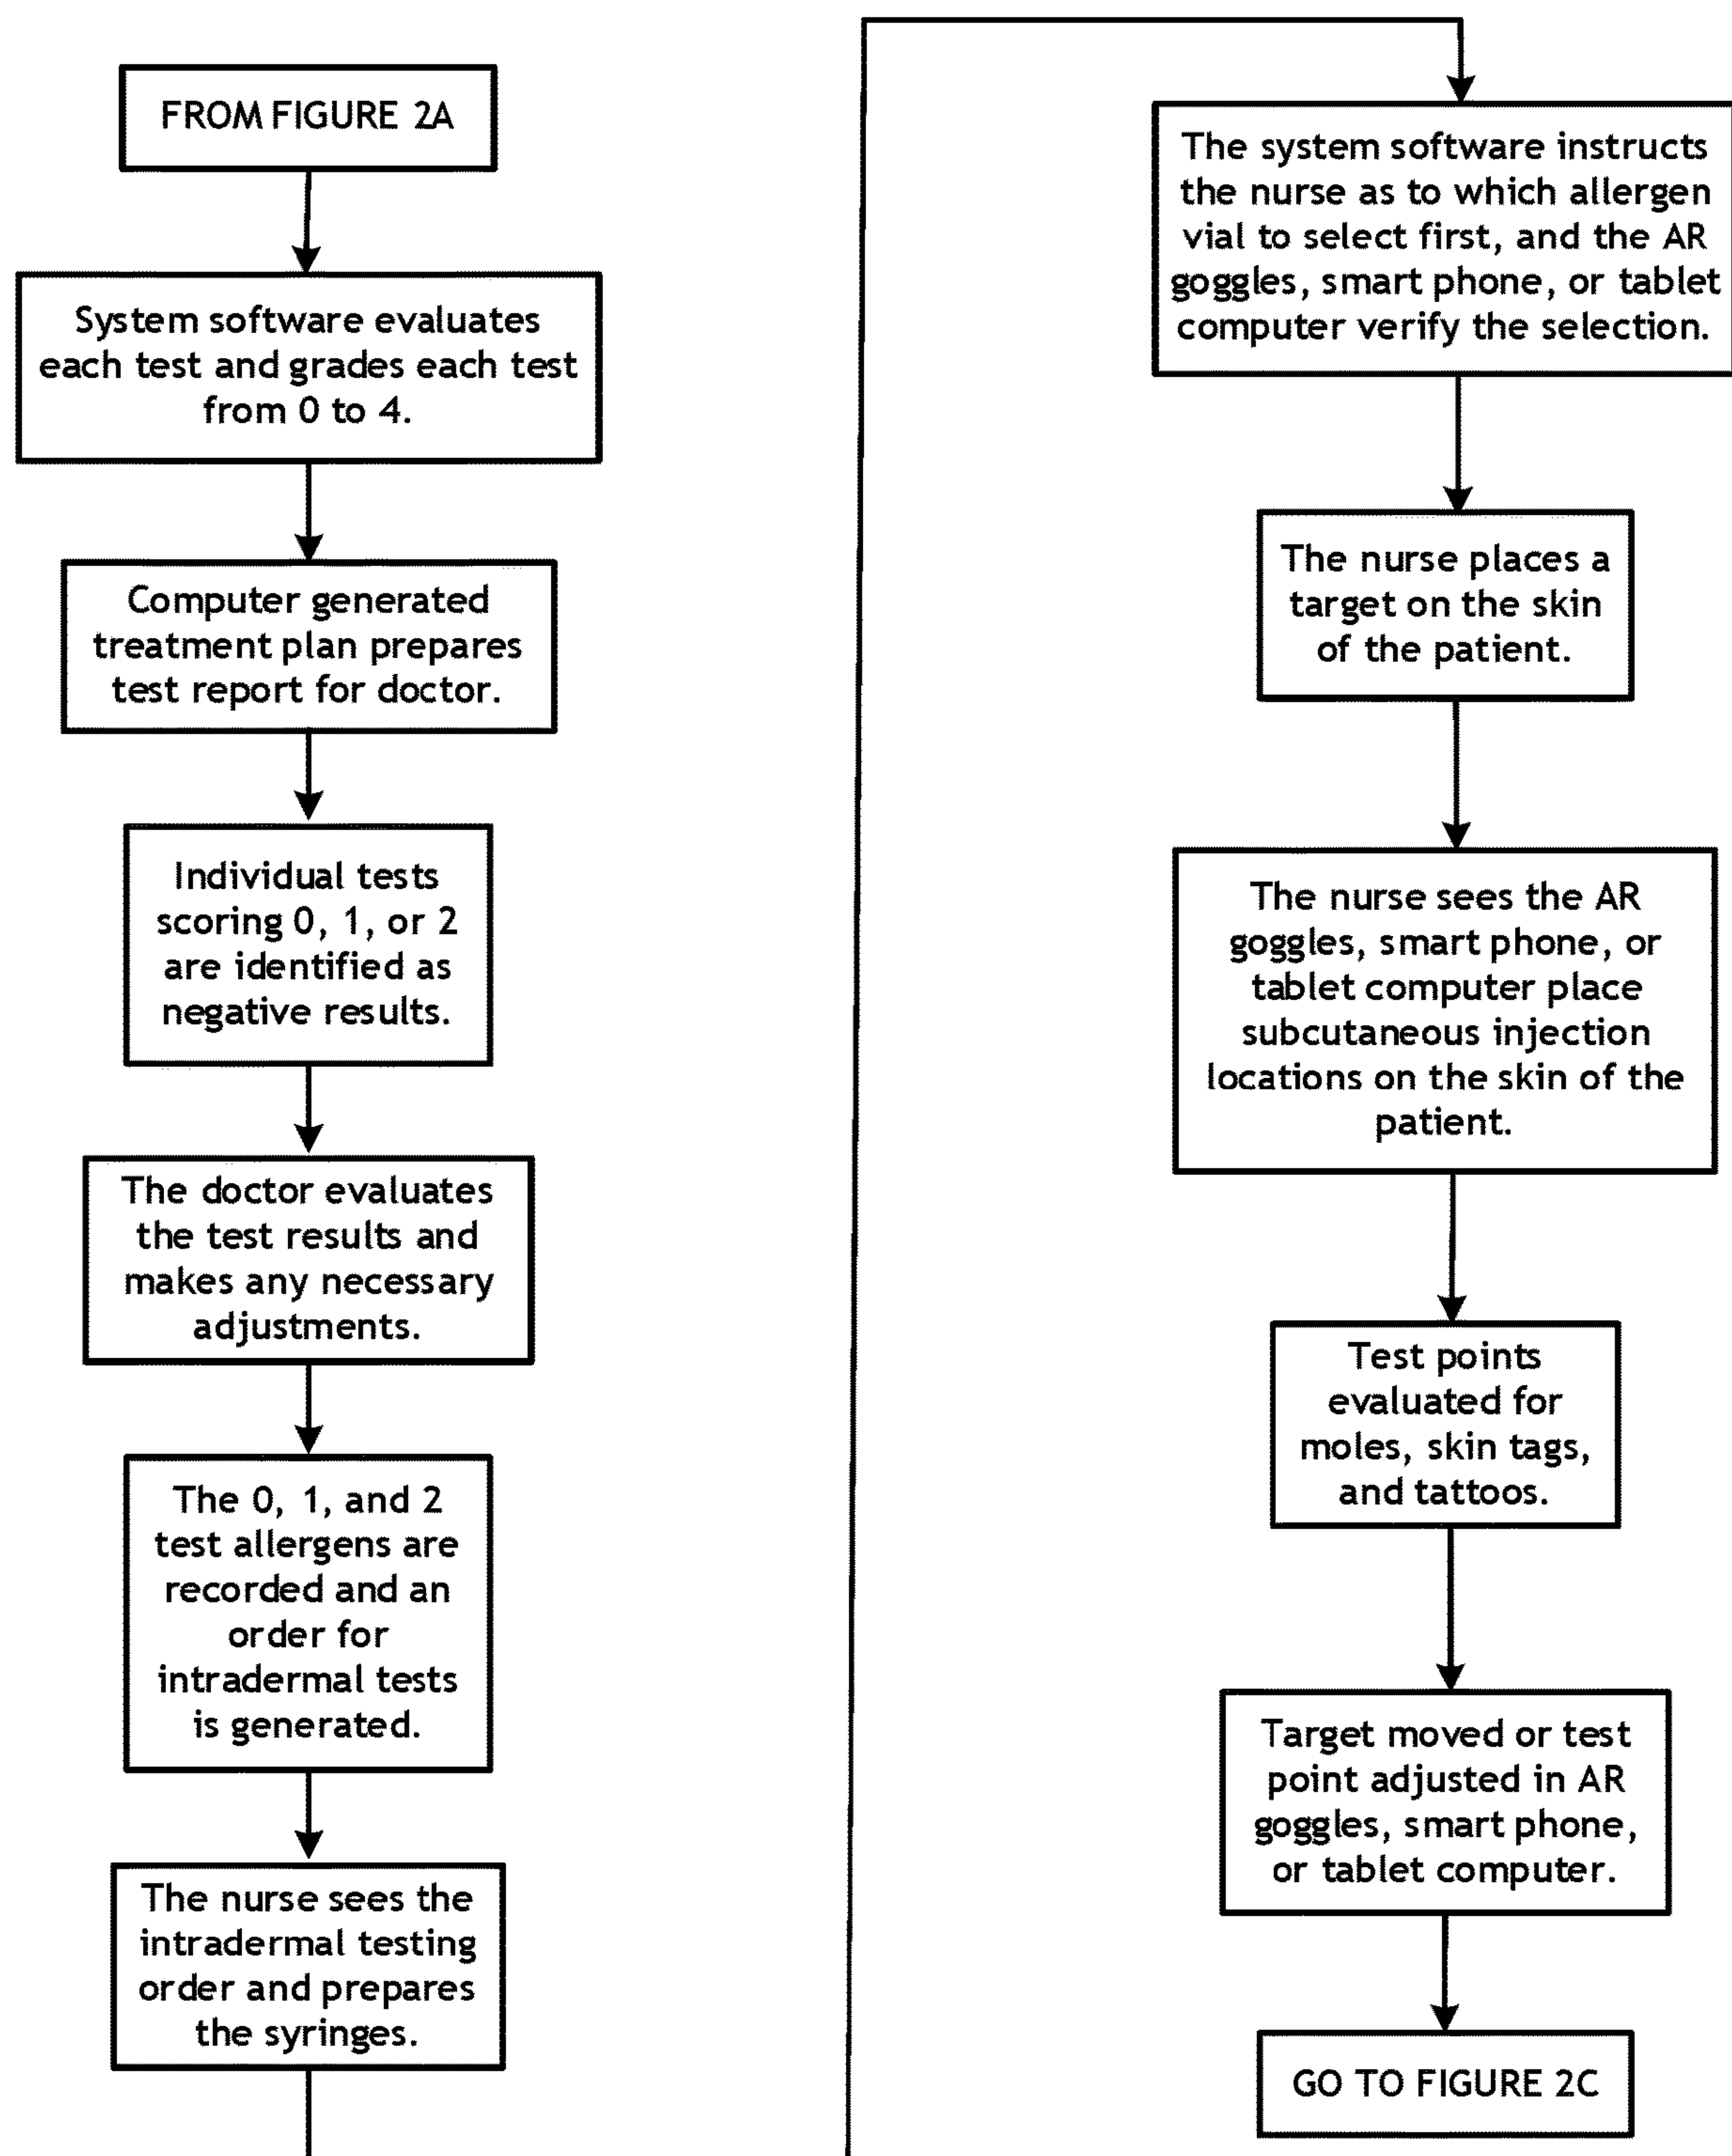 FROM FIGURE 2A
System software evaluates
each test and grades each test
from 0 to 4.
Computer generated
treatment plan prepares
test report for doctor.
Individual tests
scoring 0, 1, or 2
are identified as
negative results.
The doctor evaluates
the test results and
makes any necessary
adjustments.
The 0, 1, and 2
test allergens are
recorded and an
order for
intradermal tests
is generated.
The nurse sees the
intradermal testing
order and prepares
the syringes.
The system software instructs
the nurse as to which allergen
vial to select first, and the AR
goggles, smart phone, or tablet
computer verify the selection.
The nurse places a
target on the skin
of the patient.
The nurse sees the AR
goggles, smart phone, or
tablet computer place
subcutaneous injection
locations on the skin of the
patient.
Test points
evaluated for
moles, skin tags,
and tattoos.
Target moved or test
point adjusted in AR
goggles, smart phone,
or tablet computer.
GO TO FIGURE 2C